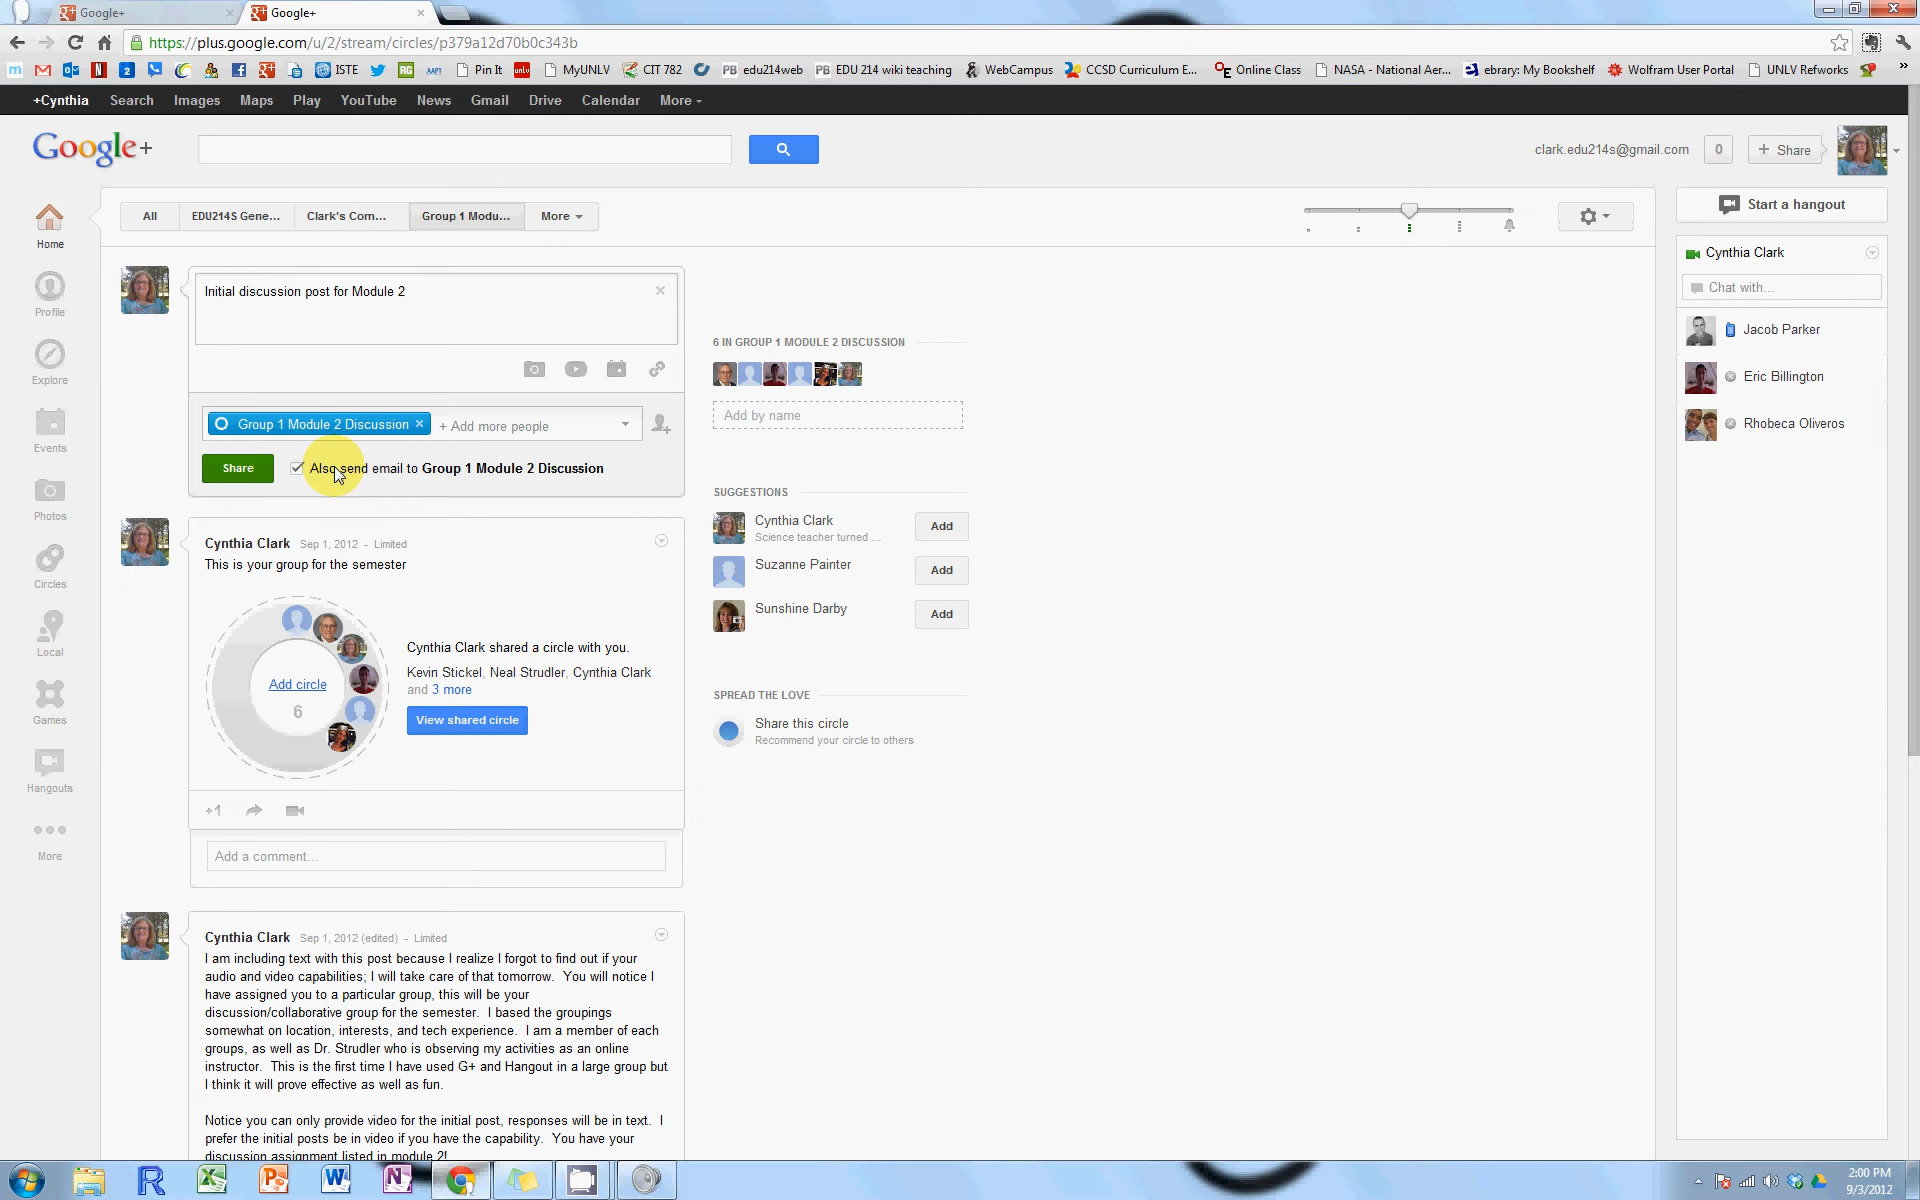 Google+
Google+
https://plus.google.com/u/2/stream/circles/p379a12d70b0c343b
ISTE
Pin It
MyUNLV
CIT 782
edu214web
EDU 214 wiki teaching
WebCampus
CCSD Curriculum E...
Online Class
NASA - National Aer...
ebrary: My Bookshelf
Wolfram User Portal
UNLV Refworks
+Cynthia Search Images Maps Play YouTube News Gmail Drive Calendar More
Google+
clark.edu214s@gmail.com
0
+ Share
Home
Profile
Explore
Events
Photos
Circles
Local
Games
Hangouts
More
All
EDU214S Gene...
Clark's Com...
Group 1 Modu...
More
Initial discussion post for Module 2
Group 1 Module 2 Discussion
+ Add more people
Share
Also send email to Group 1 Module 2 Discussion
Cynthia Clark Sep 1, 2012 - Limited
This is your group for the semester
Add circle
6
Cynthia Clark shared a circle with you.
Kevin Stickel, Neal Strudler, Cynthia Clark
and 3 more
View shared circle
+1
Add a comment...
Cynthia Clark Sep 1, 2012 (edited) - Limited
I am including text with this post because I realize I forgot to find out if your
audio and video capabilities; I will take care of that tomorrow. You will notice I
have assigned you to a particular group, this will be your
discussion/collaborative group for the semester. I based the groupings
somewhat on location, interests, and tech experience. I am a member of each
groups, as well as Dr. Strudler who is observing my activities as an online
instructor. This is the first time I have used G+ and Hangout in a large group but
I think it will prove effective as well as fun.
Notice you can only provide video for the initial post, responses will be in text. I
prefer the initial posts be in video if you have the capability. You have your
discussion assignment listed in module 2!
6 IN GROUP 1 MODULE 2 DISCUSSION
Add by name
SUGGESTIONS
Cynthia Clark
Science teacher turned ...
Add
Suzanne Painter
Add
Sunshine Darby
Add
SPREAD THE LOVE
Share this circle
Recommend your circle to others
Start a hangout
Cynthia Clark
Chat with...
Jacob Parker
Eric Billington
Rhobeca Oliveros
2:00 PM
9/3/2012